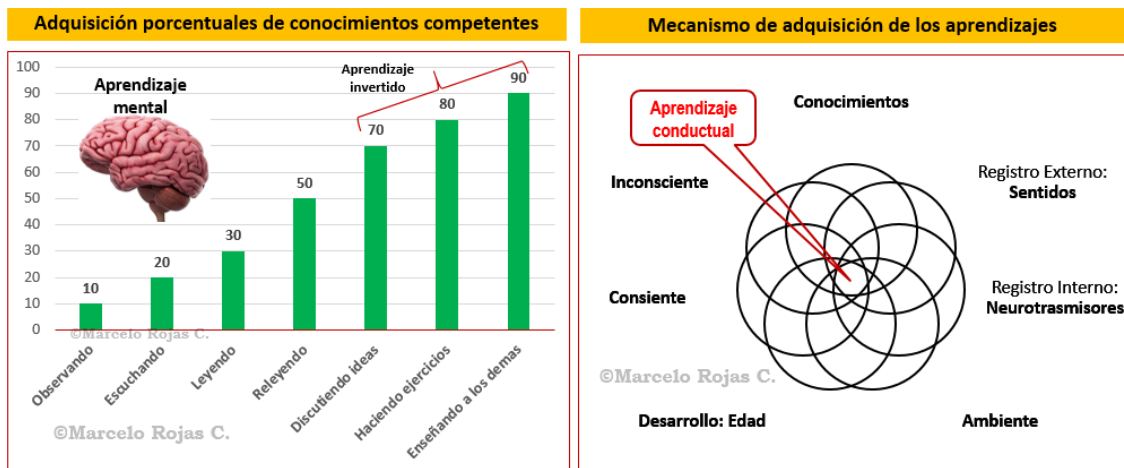 Adquisición porcentuales de conocimientos competentes
Aprendizaje
mental
Aprendizaje
invertido
100
90
80
70
60
50
40
30
20
10
0
10
20
30
50
70
80
90
Observando
Escuchando
Leyendo
Releyendo
Discutiendo ideas
Haciendo ejercicios
Enseñando a los demas
©Marcelo Rojas C.
©Marcelo Rojas C.
Mecanismo de adquisición de los aprendizajes
Aprendizaje
conductual
Conocimientos
Inconsciente
Registro Externo:
Sentidos
Consiente
Registro Interno:
Neurotrasmisores
©Marcelo Rojas C.
Desarrollo: Edad
Ambiente